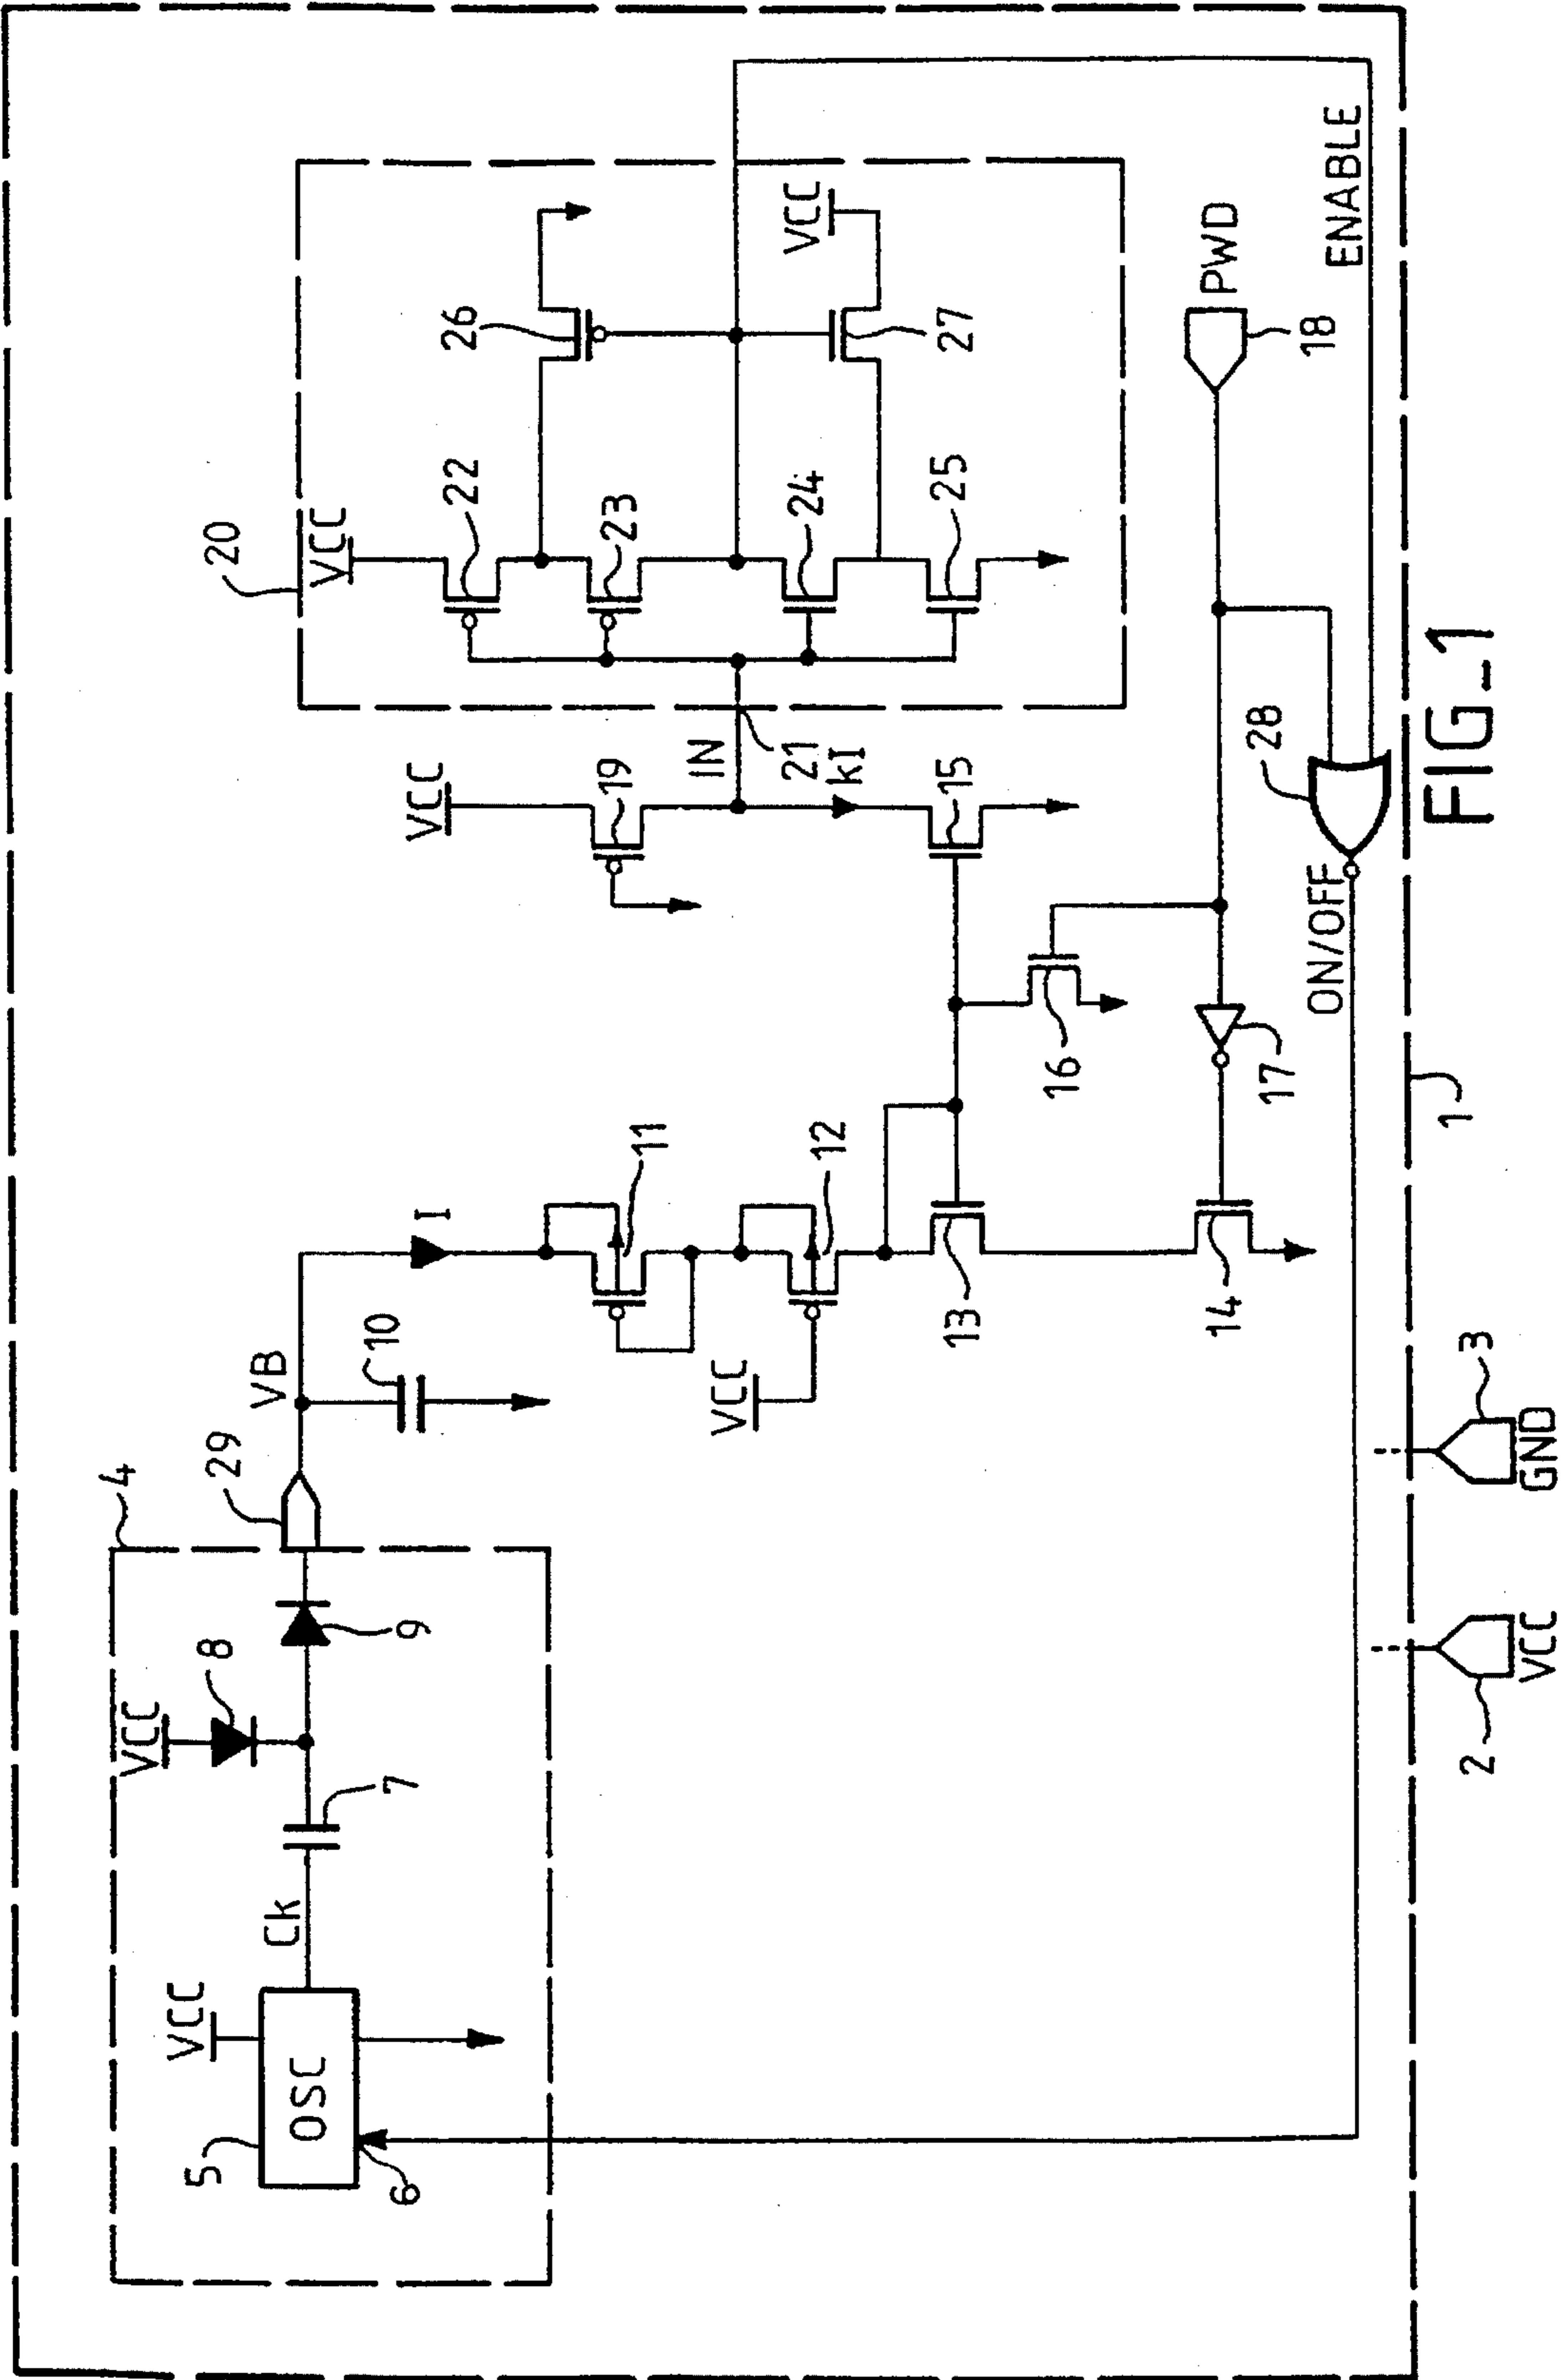 20
VCC
22
26
23
24
VCC
27
25
VCC
19
IN
21
kI
15
PWD
18
ENABLE
28
ON/OFF
16
17
1
4
29
VB
10
I
11
VCC
12
13
14
VCC
8
9
7
Ck
VCC
5
OSC
6
2
VCC
3
GND
FIG_1